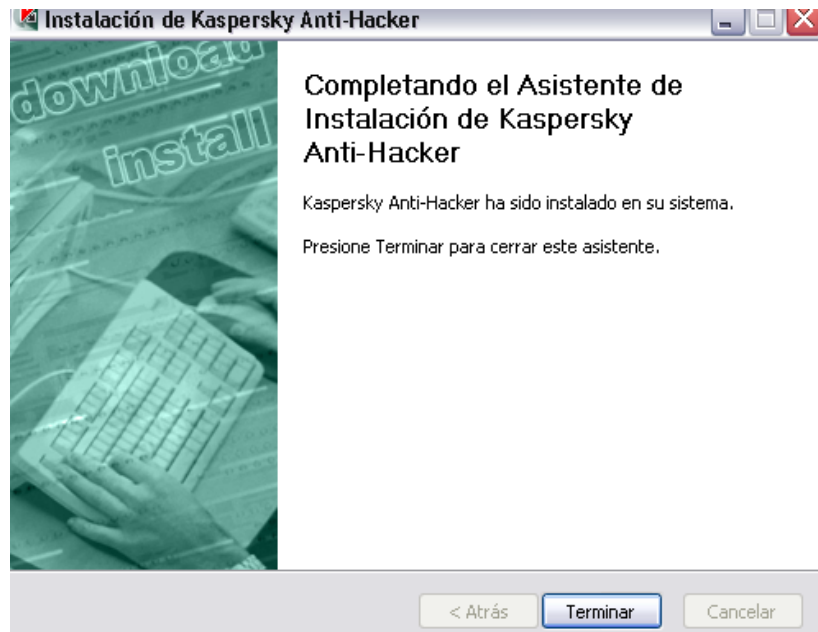 Instalación de Kaspersky Anti-Hacker
download
install
Completando el Asistente de
Instalación de Kaspersky
Anti-Hacker
Kaspersky Anti-Hacker ha sido instalado en su sistema.
Presione Terminar para cerrar este asistente.
< Atrás
Terminar
Cancelar